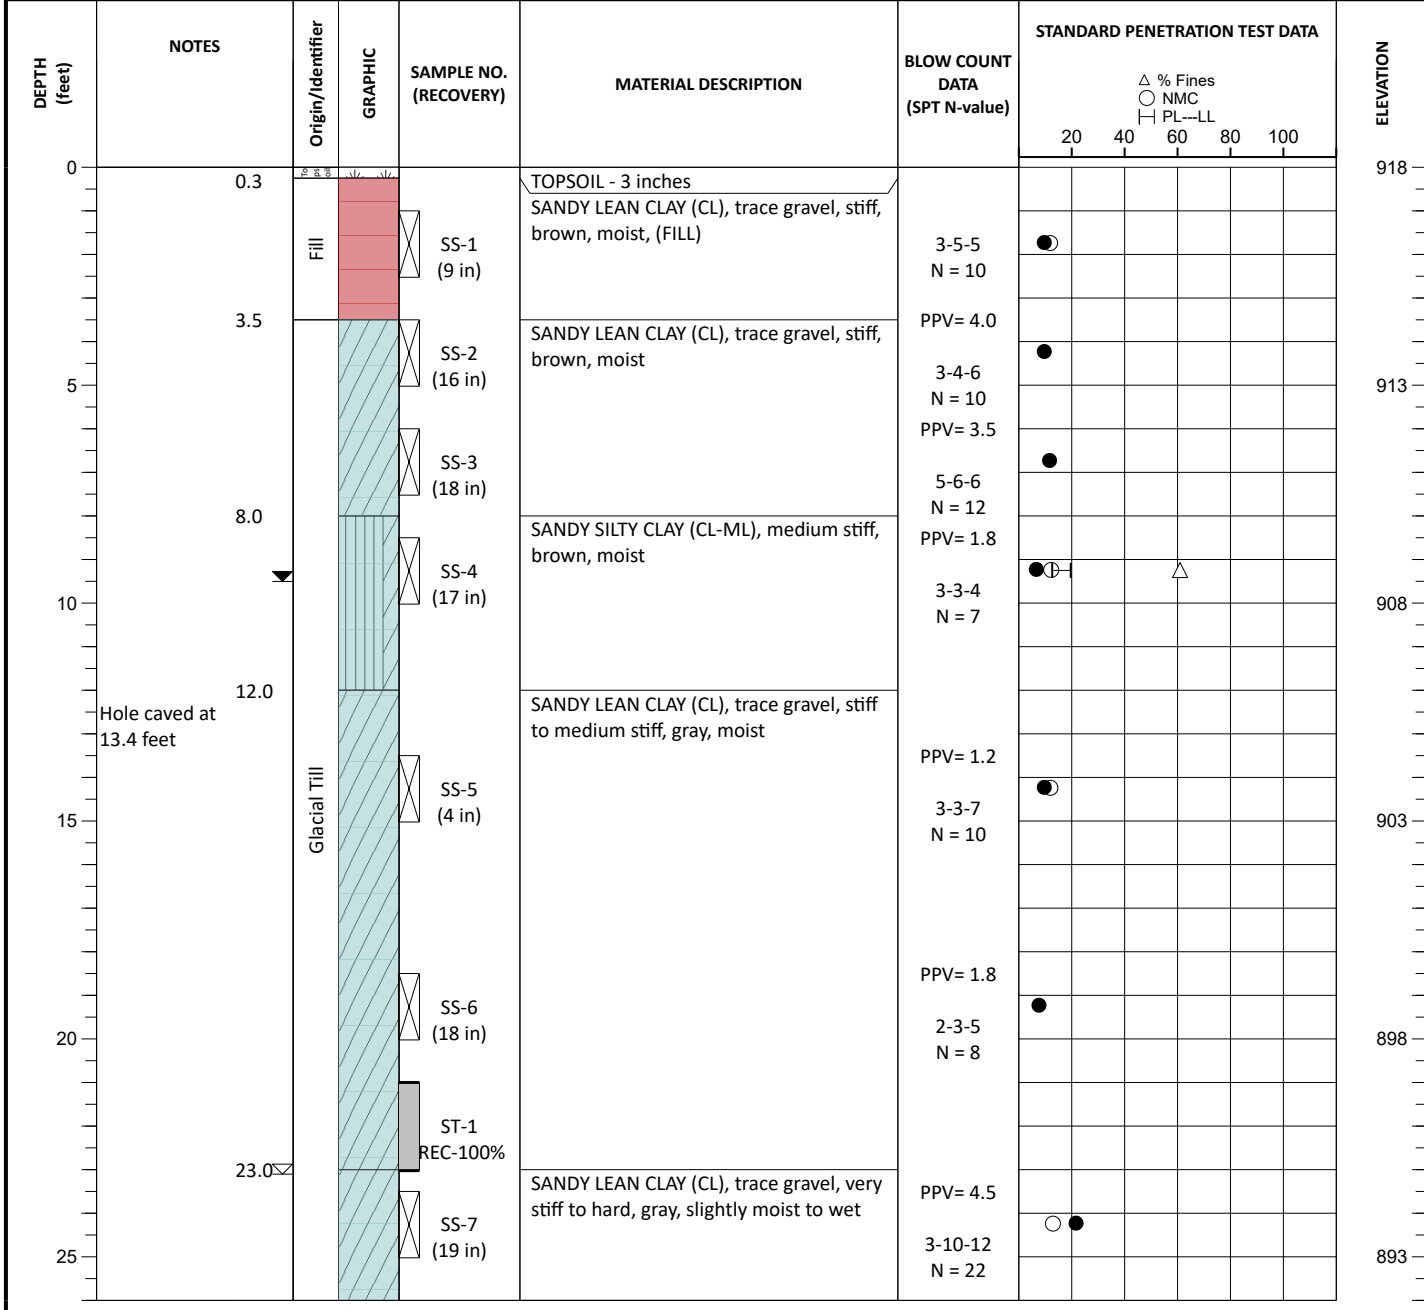 DEPTH
(feet)
NOTES
Origin/Identifier
GRAPHIC
SAMPLE NO.
(RECOVERY)
MATERIAL DESCRIPTION
BLOW COUNT
DATA
(SPT N-value)
STANDARD PENETRATION TEST DATA
% Fines
NMC
PL---LL
20 40 60 80 100
ELEVATION
0
918
To
ps
oil
0.3
TOPSOIL - 3 inches
SANDY LEAN CLAY (CL), trace gravel, stiff,
brown, moist, (FILL)
Fill
SS-1
(9 in)
3-5-5
N = 10
3.5
PPV= 4.0
SANDY LEAN CLAY (CL), trace gravel, stiff,
brown, moist
SS-2
(16 in)
3-4-6
N = 10
5
913
PPV= 3.5
SS-3
(18 in)
5-6-6
N = 12
8.0
SANDY SILTY CLAY (CL-ML), medium stiff,
brown, moist
PPV= 1.8
SS-4
(17 in)
3-3-4
N = 7
10
908
12.0
Hole caved at
13.4 feet
SANDY LEAN CLAY (CL), trace gravel, stiff
to medium stiff, gray, moist
PPV= 1.2
Glacial Till
SS-5
(4 in)
3-3-7
N = 10
15
903
PPV= 1.8
SS-6
(18 in)
2-3-5
N = 8
20
898
ST-1
REC-100%
23.0
SANDY LEAN CLAY (CL), trace gravel, very
stiff to hard, gray, slightly moist to wet
PPV= 4.5
SS-7
(19 in)
3-10-12
N = 22
25
893